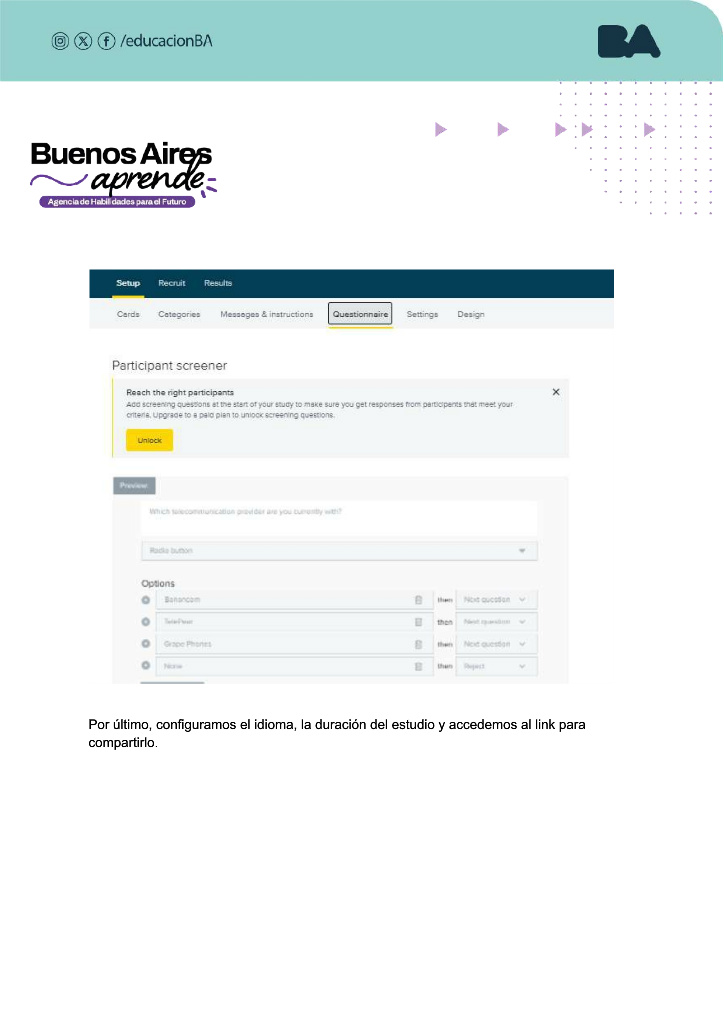 /educacionBA
BA
Buenos Aires
aprende
Agencia de Habilidades para el Futuro
Setup Recruit Results
Cards Categories Messages & instructions Questionnaire Settings Design
Participant screener
Reach the right participants
Add screening questions at the start of your study to make sure you get responses from participants that meet your
criteria. Upgrade to a paid plan to unlock screening questions.
Unlock
Preview
Which telecommunication provider are you currently with?
Radio button
Options
Bananacom then Next question
TelePear then Next question
Grape Phones then Next question
None then Reject
Por último, configuramos el idioma, la duración del estudio y accedemos al link para
compartirlo.